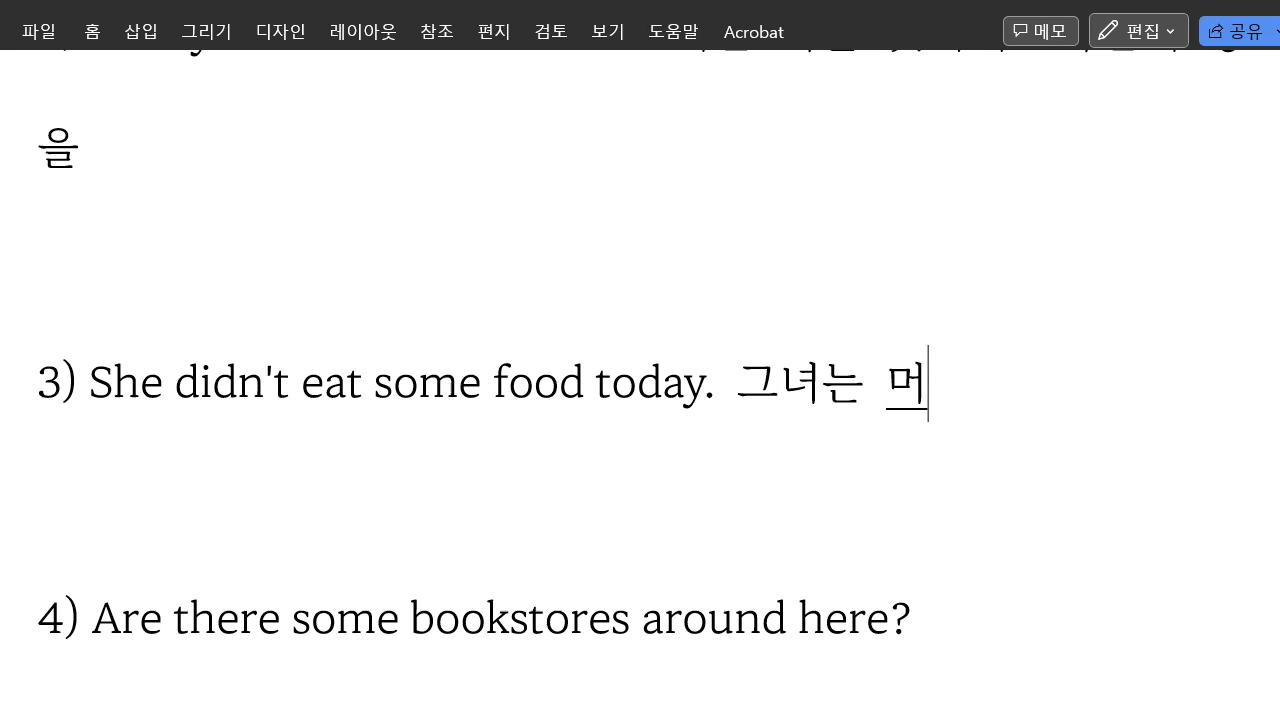 파일 홈 삽입 그리기 디자인 레이아웃 참조 편지 검토 보기 도움말 Acrobat 메모 편집 공유
을
3) She didn't eat some food today. 그녀는 머
4) Are there some bookstores around here?